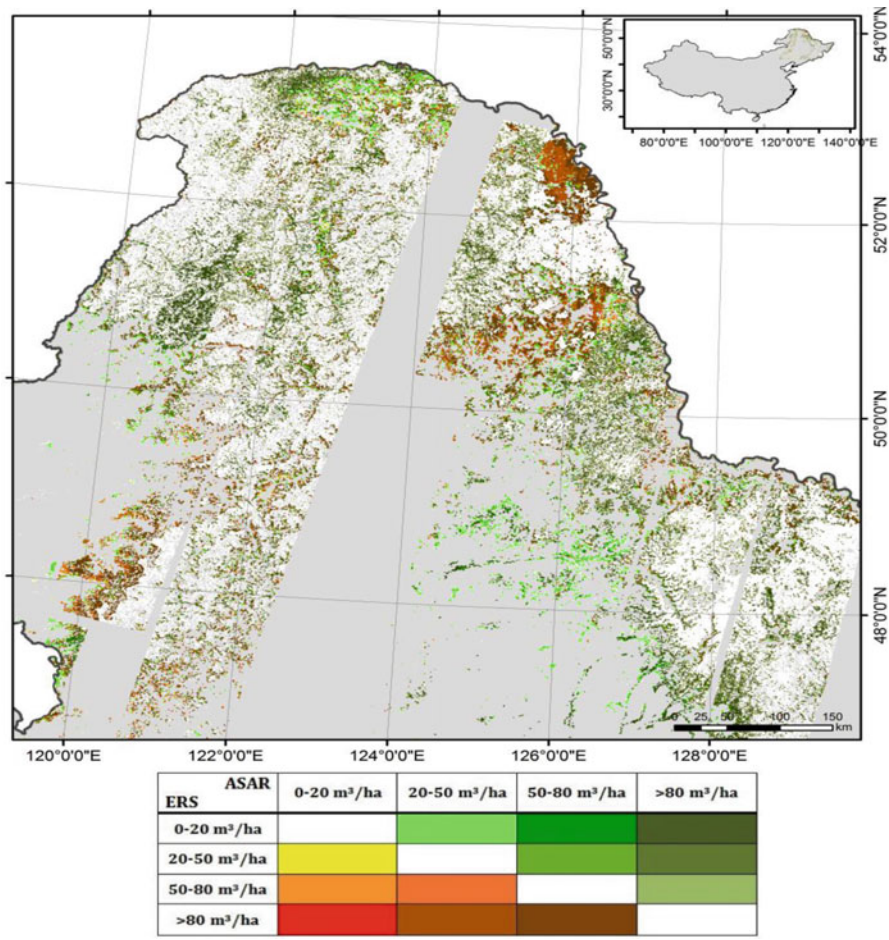 54°0'0"N
50°0'0"N
30°0'0"N
80°0'0"E 100°0'0"E 120°0'0"E 140°0'0"E
52°0'0"N
50°0'0"N
48°0'0"N
0 25 50 100 150
km
120°0'0"E 122°0'0"E 124°0'0"E 126°0'0"E 128°0'0"E
ASAR
ERS
0-20 m³/ha 20-50 m³/ha 50-80 m³/ha >80 m³/ha
0-20 m³/ha
20-50 m³/ha
50-80 m³/ha
>80 m³/ha